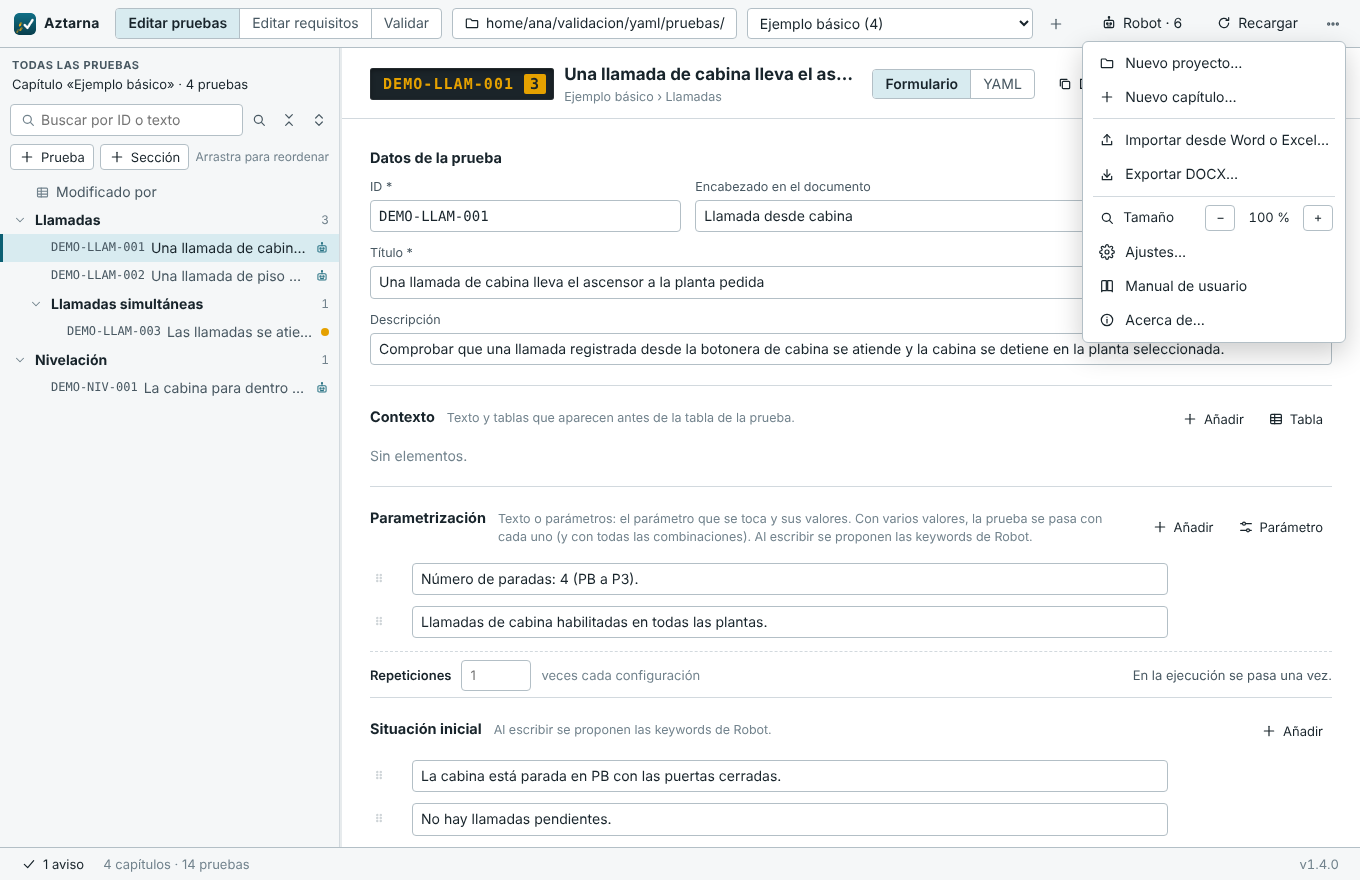 Aztarna
Editar pruebas
Editar requisitos
Validar
home/ana/validacion/yaml/pruebas/
Ejemplo básico (4)
Robot · 6
Recargar
TODAS LAS PRUEBAS
Capítulo «Ejemplo básico» · 4 pruebas
Buscar por ID o texto
Prueba
Sección
Arrastra para reordenar
Modificado por
Llamadas 3
DEMO-LLAM-001 Una llamada de cabin...
DEMO-LLAM-002 Una llamada de piso ...
Llamadas simultáneas 1
DEMO-LLAM-003 Las llamadas se atie...
Nivelación 1
DEMO-NIV-001 La cabina para dentro ...
DEMO-LLAM-001 3
Una llamada de cabina lleva el as...
Ejemplo básico › Llamadas
Formulario
YAML
Nuevo proyecto...
Nuevo capítulo...
Importar desde Word o Excel...
Exportar DOCX...
Tamaño − 100 % +
Ajustes...
Manual de usuario
Acerca de...
Datos de la prueba
ID *
Encabezado en el documento
DEMO-LLAM-001
Llamada desde cabina
Título *
Una llamada de cabina lleva el ascensor a la planta pedida
Descripción
Comprobar que una llamada registrada desde la botonera de cabina se atiende y la cabina se detiene en la planta seleccionada.
Contexto
Texto y tablas que aparecen antes de la tabla de la prueba.
Añadir
Tabla
Sin elementos.
Parametrización
Texto o parámetros: el parámetro que se toca y sus valores. Con varios valores, la prueba se pasa con
cada uno (y con todas las combinaciones). Al escribir se proponen las keywords de Robot.
Añadir
Parámetro
Número de paradas: 4 (PB a P3).
Llamadas de cabina habilitadas en todas las plantas.
Repeticiones
1
veces cada configuración
En la ejecución se pasa una vez.
Situación inicial
Al escribir se proponen las keywords de Robot.
Añadir
La cabina está parada en PB con las puertas cerradas.
No hay llamadas pendientes.
1 aviso
4 capítulos · 14 pruebas
v1.4.0